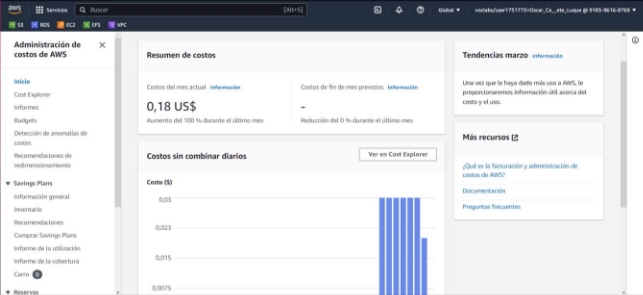 aws
Servicios
Buscar
[Alt+S]
Global
voclabs/user1751773=Oscar_Ca__ete_Luque @ 9185-9616-8769
S3
RDS
EC2
EFS
VPC
Administración de
costos de AWS
Inicio
Cost Explorer
Informes
Budgets
Detección de anomalías de
costes
Recomendaciones de
redimensionamiento
Savings Plans
Información general
Inventario
Recomendaciones
Comprar Savings Plans
Informe de la utilización
Informe de la cobertura
Carro
Reservas
Resumen de costos
Costos del mes actual Información
0,18 US$
Aumento del 100 % durante el último mes
Costos de fin de mes previstos Información
-
Reducción del 0 % durante el último mes
Costos sin combinar diarios
Ver en Cost Explorer
Costo ($)
0,03
0,023
0,015
0,0075
Tendencias marzo Información
Una vez que le haya dado más uso a AWS, le
proporcionaremos información útil acerca del
costo y el uso.
Más recursos
¿Qué es la facturación y administración de
costos de AWS?
Documentación
Preguntas frecuentes